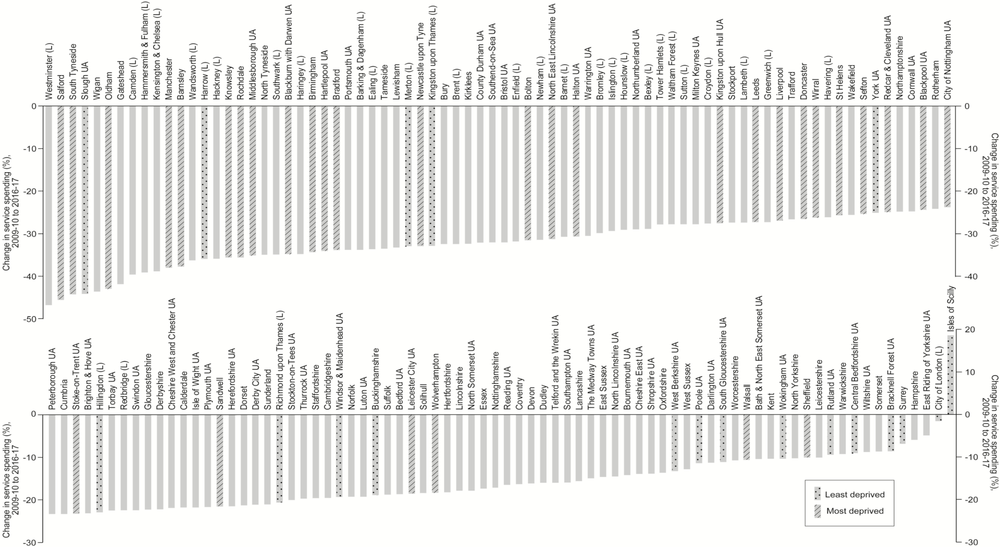 Westminster (L)
Salford
South Tyneside
Slough UA
Wigan
Oldham
Gateshead
Camden (L)
Hammersmith & Fulham (L)
Kensington & Chelsea (L)
Manchester
Barnsley
Wandsworth (L)
Harrow (L)
Hackney (L)
Knowsley
Rochdale
Middlesborough UA
North Tyneside
Southwark (L)
Blackburn with Darwen UA
Haringey (L)
Birmingham
Hartlepool UA
Bradford
Portsmouth UA
Barking & Dagenham (L)
Ealing (L)
Tameside
Lewisham
Merton (L)
Newcastle upon Tyne
Kingston upon Thames (L)
Bury
Brent (L)
Kirklees
County Durham UA
Southend-on-Sea UA
Bristol UA
Enfield (L)
Bolton
Newham (L)
North East Lincolnshire UA
Barnet (L)
Halton UA
Warrington UA
Bromley (L)
Islington (L)
Hounslow (L)
Northumberland UA
Bexley (L)
Tower Hamlets (L)
Waltham Forest (L)
Sutton (L)
Milton Keynes UA
Croydon (L)
Kingston upon Hull UA
Stockport
Lambeth (L)
Leeds
Greenwich (L)
Liverpool
Trafford
Doncaster
Wirral
Havering (L)
St Helens
Wakefield
Sefton
York UA
Redcar & Cleveland UA
Northamptonshire
Cornwall UA
Blackpool UA
Rotherham
City of Nottingham UA
Change in service spending (%),
2009-10 to 2016-17
0
-10
-20
-30
-40
-50
0
-10
-20
-30
-40
Change in service spending (%),
2009-10 to 2016-17
Peterborough UA
Cumbria
Stoke-on-Trent UA
Brighton & Hove UA
Hillingdon (L)
Torbay UA
Redbridge (L)
Swindon UA
Gloucestershire
Derbyshire
Cheshire West and Chester UA
Calderdale
Isle of Wight UA
Plymouth UA
Sandwell
Herefordshire UA
Dorset
Derby City UA
Sunderland
Richmond upon Thames (L)
Stockton-on-Tees UA
Thurrock UA
Staffordshire
Cambridgeshire
Windsor & Maidenhead UA
Norfolk
Luton UA
Buckinghamshire
Suffolk
Bedford UA
Leicester City UA
Solihull
Wolverhampton
Hertfordshire
Lincolnshire
North Somerset UA
Essex
Nottinghamshire
Reading UA
Coventry
Devon
Dudley
Telford and the Wrekin UA
Southampton UA
Lancashire
The Medway Towns UA
East Sussex
North Lincolnshire UA
Bournemouth UA
Cheshire East UA
Shropshire UA
Oxfordshire
West Berkshire UA
West Sussex
Poole UA
Darlington UA
South Gloucestershire UA
Worcestershire
Walsall
Bath & North East Somerset UA
Kent
Wokingham UA
North Yorkshire
Sheffield
Leicestershire
Rutland UA
Warwickshire
Central Bedfordshire UA
Wiltshire UA
Somerset
Bracknell Forest UA
Surrey
Hampshire
East Riding of Yorkshire UA
City of London (L)
Isles of Scilly
Change in service spending (%),
2009-10 to 2016-17
0
-10
-20
-30
20
10
0
-10
-20
-30
Change in service spending (%),
2009-10 to 2016-17
Least deprived
Most deprived